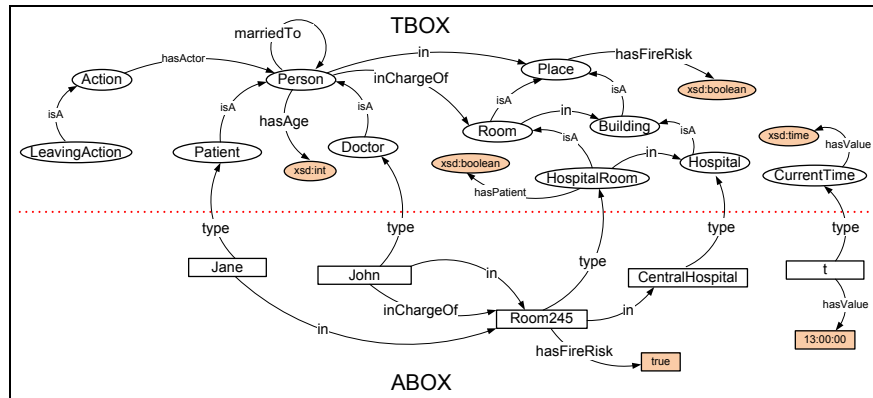 TBOX
marriedTo
hasActor
in
hasFireRisk
Action
Person
Place
inChargeOf
xsd:boolean
isA
isA
isA
isA
isA
hasAge
in
Room
Building
xsd:time
hasValue
LeavingAction
Patient
Doctor
isA
isA
xsd:boolean
in
Hospital
xsd:int
HospitalRoom
CurrentTime
hasPatient
type
type
type
type
type
Jane
John
in
CentralHospital
t
inChargeOf
hasValue
in
Room245
in
hasFireRisk
13:00:00
true
ABOX